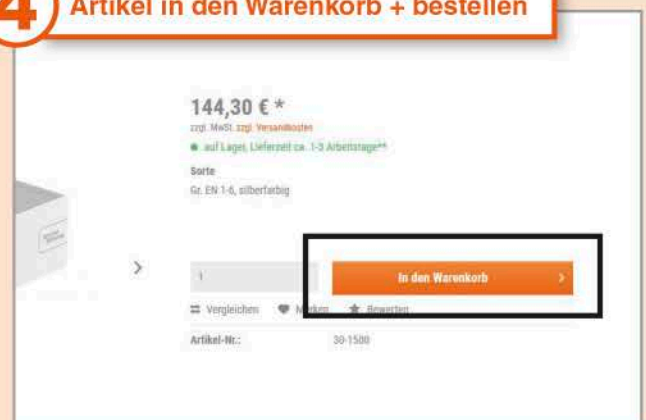 4
Artikel in den Warenkorb + bestellen
144,30 € *
zzgl. MwSt. zzgl. Versandkosten
auf Lager, Lieferzeit ca. 1-3 Arbeitstage**
Sorte
Gr. EN 1-6, silberfarbig
1
In den Warenkorb
Vergleichen Merken Bewerten
Artikel-Nr.: 30-1500